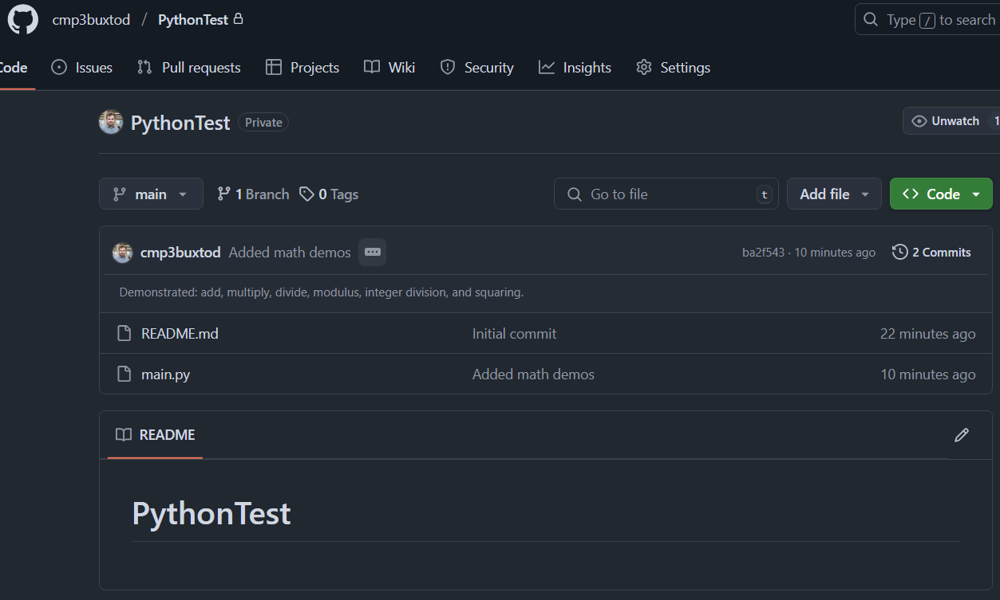 cmp3buxtod / PythonTest
Type / to search
Code Issues Pull requests Projects Wiki Security Insights Settings
PythonTest Private
Unwatch 1
main 1 Branch 0 Tags
Go to file t
Add file
Code
cmp3buxtod Added math demos
ba2f543 · 10 minutes ago 2 Commits
Demonstrated: add, multiply, divide, modulus, integer division, and squaring.
README.md Initial commit 22 minutes ago
main.py Added math demos 10 minutes ago
README
PythonTest